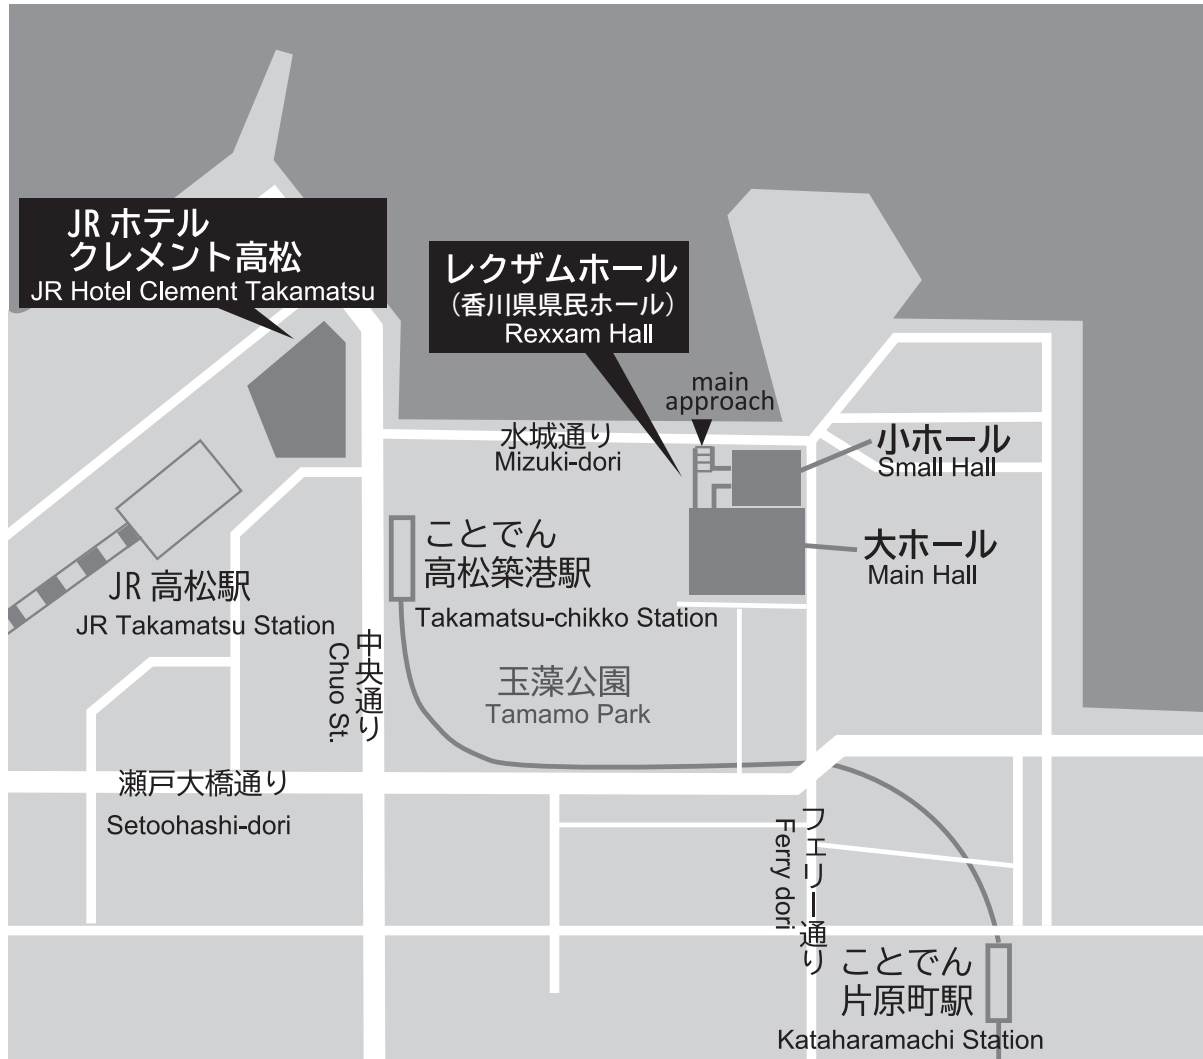 JR ホテル
クレメント高松
JR Hotel Clement Takamatsu
レクザムホール
（香川県県民ホール）
Rexxam Hall
main
approach
水城通り
Mizuki-dori
小ホール
Small Hall
大ホール
Main Hall
ことでん
高松築港駅
Takamatsu-chikko Station
JR 高松駅
JR Takamatsu Station
中央通り
Chuo St.
玉藻公園
Tamamo Park
瀬戸大橋通り
Setoohashi-dori
フェリー通り
Ferry dori
ことでん
片原町駅
Kataharamachi Station